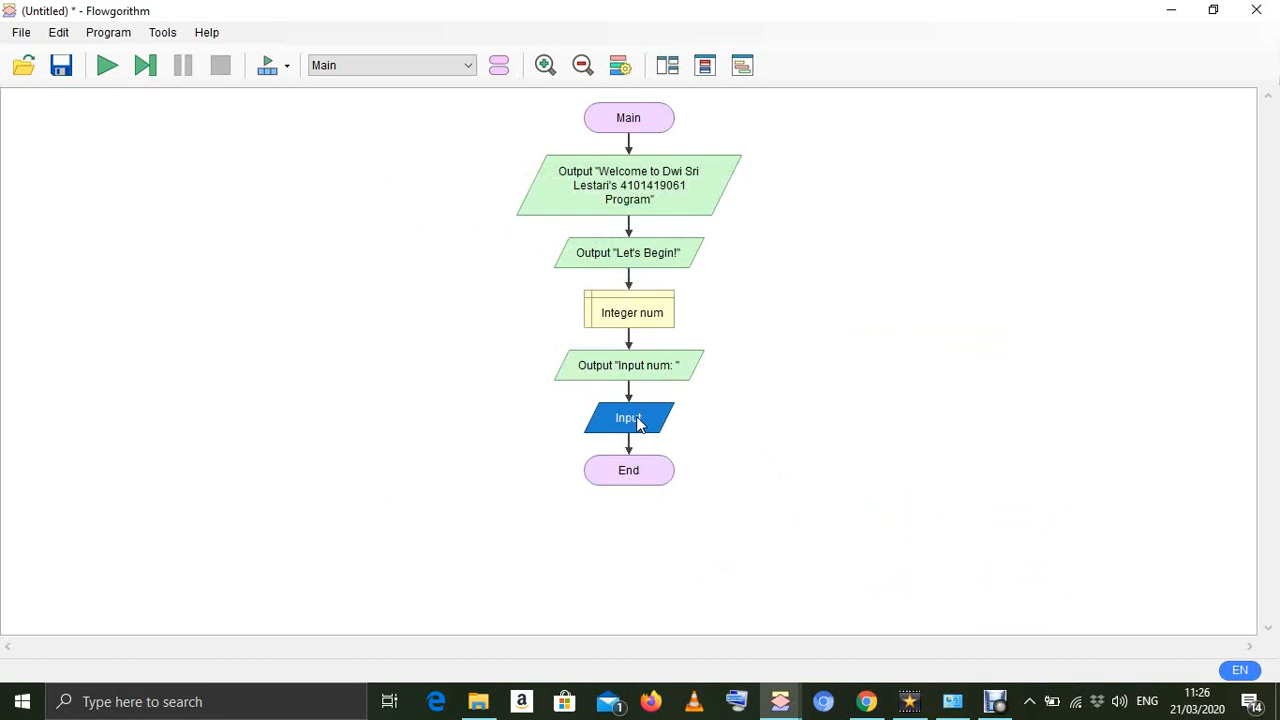 (Untitled) * - Flowgorithm
File Edit Program Tools Help
Main
Main
Output "Welcome to Dwi Sri
Lestari's 4101419061
Program"
Output "Let's Begin!"
Integer num
Output "Input num: "
Input
End
EN
Type here to search
a
1
ENG
11:26
21/03/2020
14